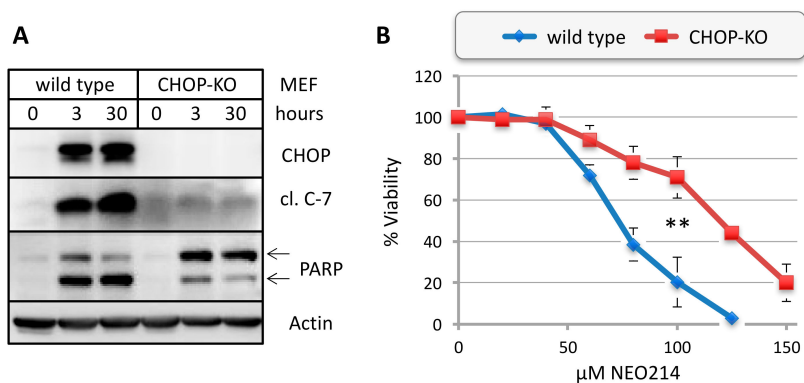 A
wild type CHOP-KO MEF
0 3 30 0 3 30 hours
CHOP
cl. C-7
PARP
Actin
B
wild type CHOP-KO
120
100
80
60
40
20
0
% Viability
**
0 50 100 150
µM NEO214